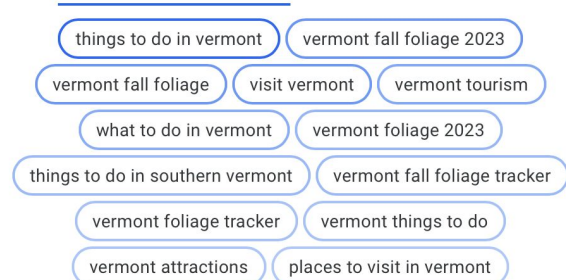 things to do in vermont vermont fall foliage 2023
vermont fall foliage visit vermont vermont tourism
what to do in vermont vermont foliage 2023
things to do in southern vermont vermont fall foliage tracker
vermont foliage tracker vermont things to do
vermont attractions places to visit in vermont